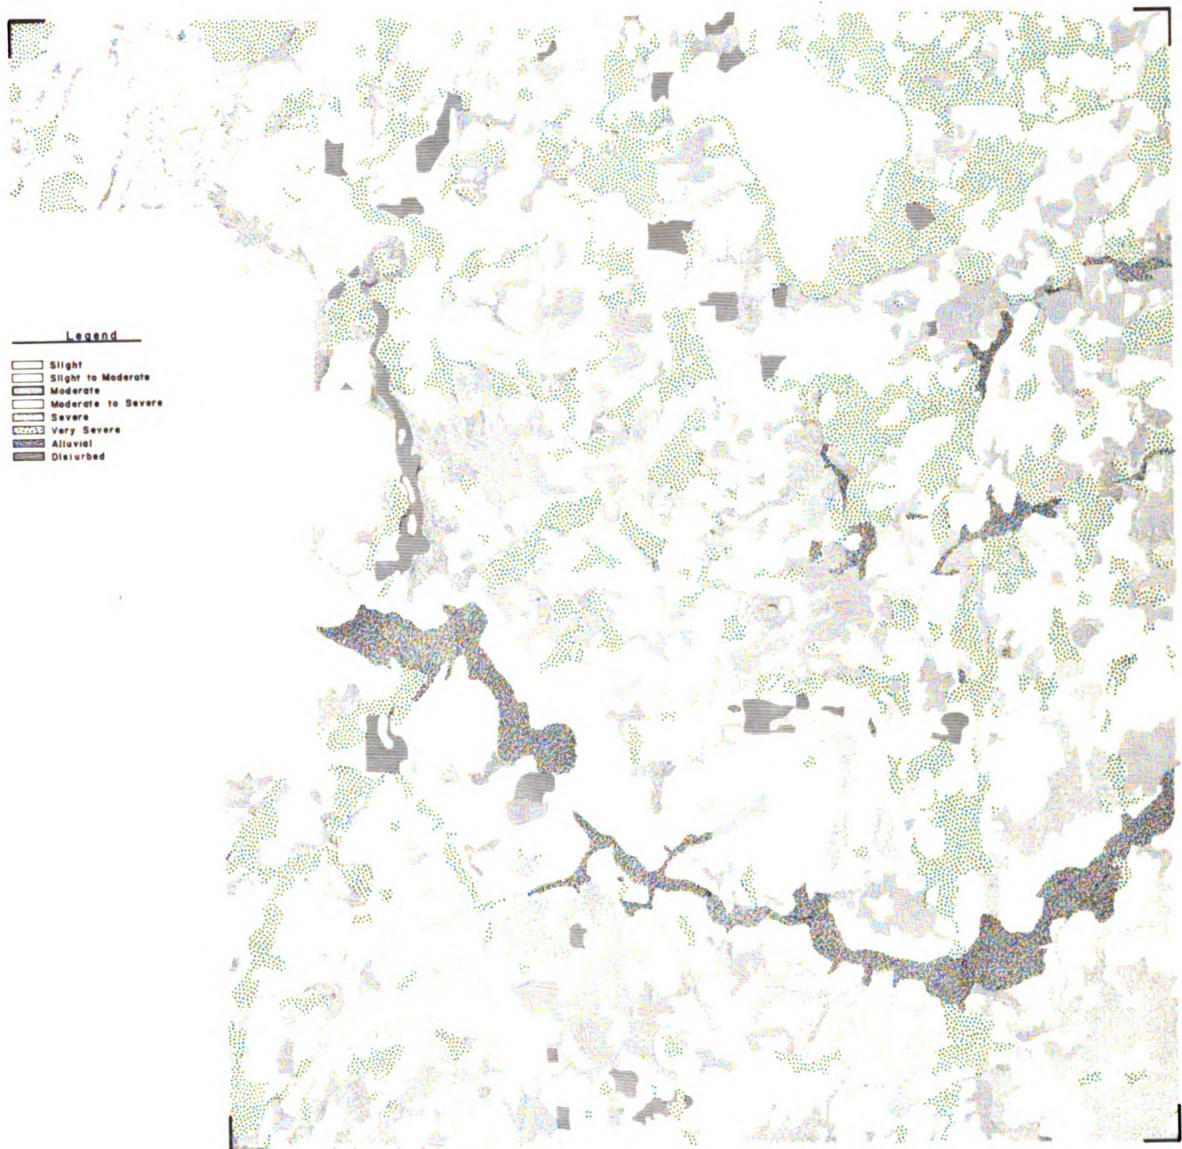 Legend
Slight
Slight to Moderate
Moderate
Moderate to Severe
Severe
Very Severe
Alluvial
Disturbed